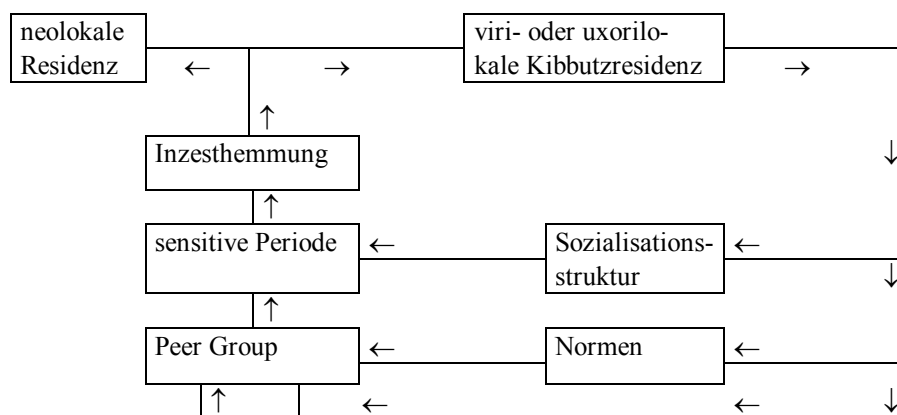 neolokale
Residenz
viri- oder uxorilo-
kale Kibbutzresidenz
← → →
↑ ↓
Inzesthemmung
↑
sensitive Periode
← ←
Sozialisations-
struktur
↓
↑
Peer Group
← ←
Normen
↑ ← ← ↓